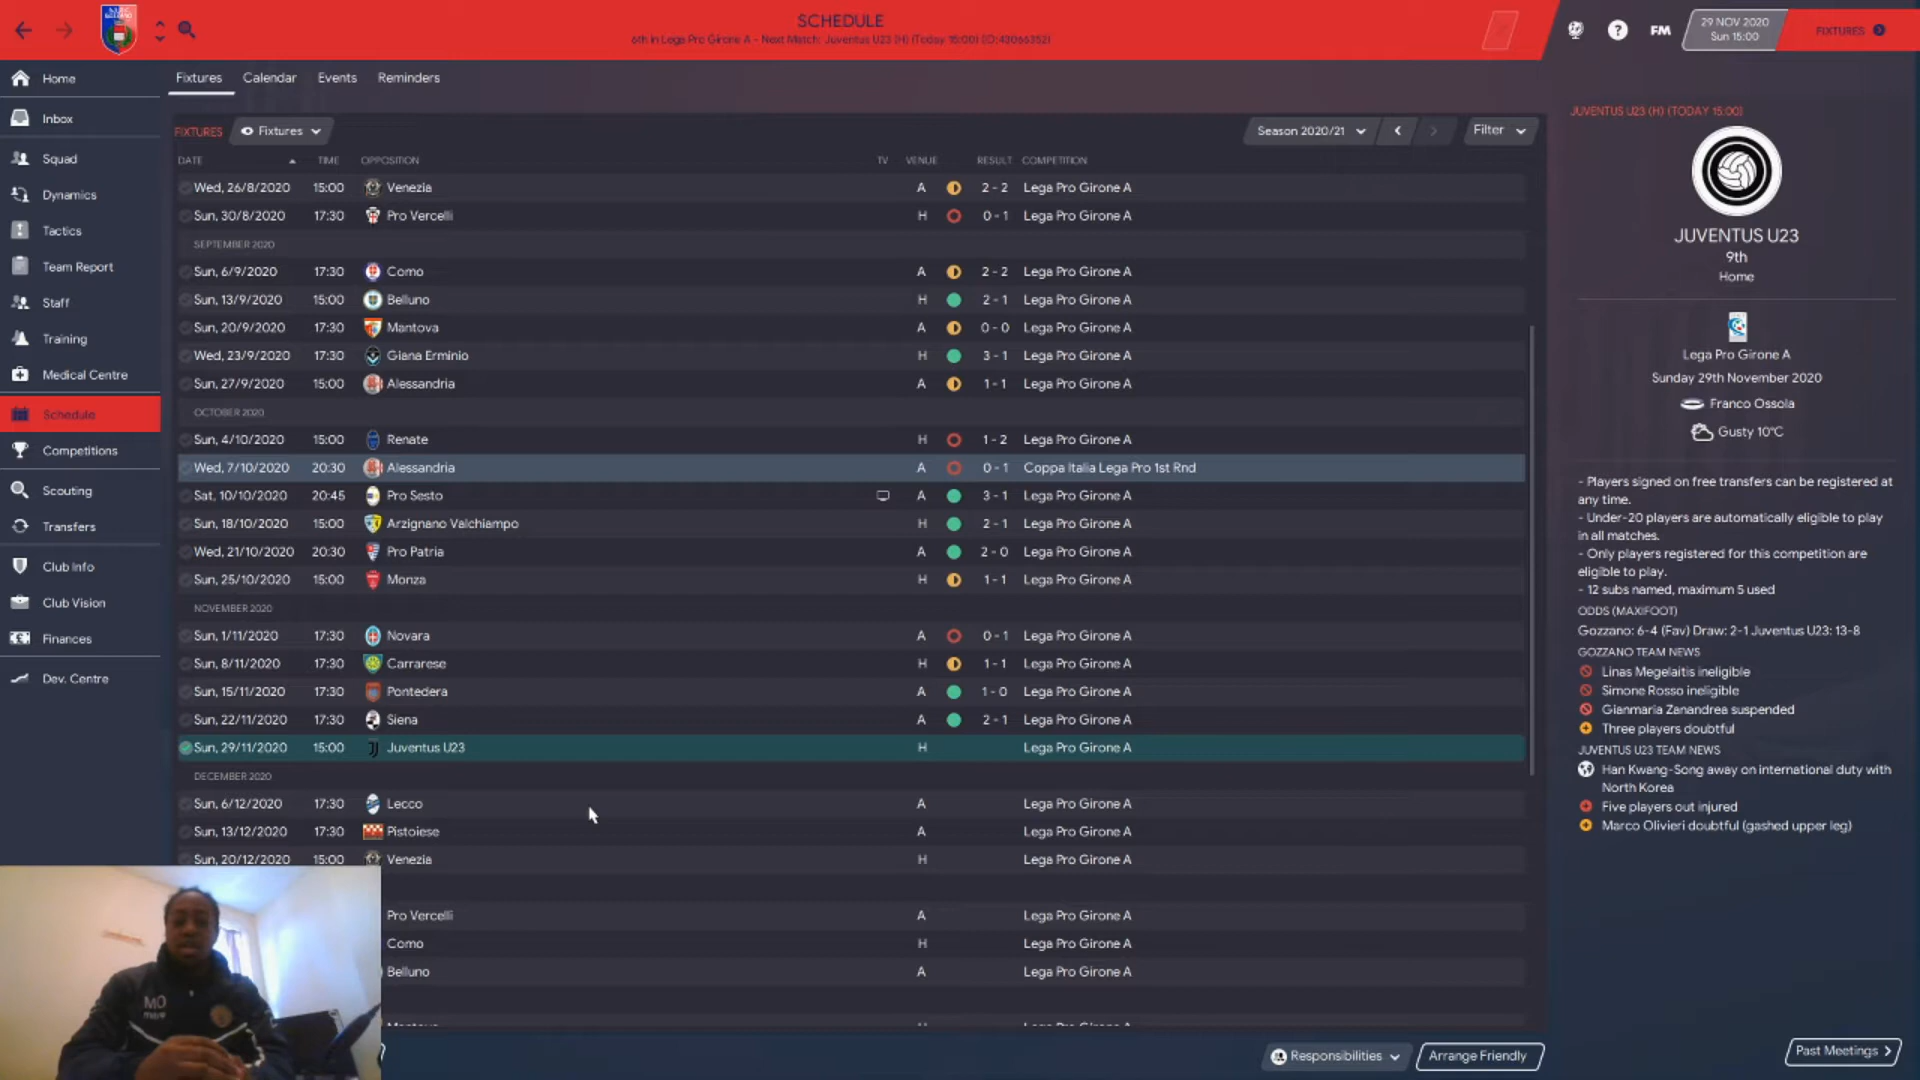 SCHEDULE
6th in Lega Pro Girone A - Next Match: Juventus U23 (H) (Today 15:00) (ID:43066352)
FM
29 NOV 2020
Sun 15:00
FIXTURES
Home
Inbox
Squad
Dynamics
Tactics
Team Report
Staff
Training
Medical Centre
Schedule
Competitions
Scouting
Transfers
Club Info
Club Vision
Finances
Dev. Centre
Fixtures Calendar Events Reminders
FIXTURES Fixtures Season 2020/21 Filter
DATE TIME OPPOSITION TV VENUE RESULT COMPETITION
Wed, 26/8/2020 15:00 Venezia A 2 - 2 Lega Pro Girone A
Sun, 30/8/2020 17:30 Pro Vercelli H 0 - 1 Lega Pro Girone A
SEPTEMBER 2020
Sun, 6/9/2020 17:30 Como A 2 - 2 Lega Pro Girone A
Sun, 13/9/2020 15:00 Belluno H 2 - 1 Lega Pro Girone A
Sun, 20/9/2020 17:30 Mantova A 0 - 0 Lega Pro Girone A
Wed, 23/9/2020 17:30 Giana Erminio H 3 - 1 Lega Pro Girone A
Sun, 27/9/2020 15:00 Alessandria A 1 - 1 Lega Pro Girone A
OCTOBER 2020
Sun, 4/10/2020 15:00 Renate H 1 - 2 Lega Pro Girone A
Wed, 7/10/2020 20:30 Alessandria A 0 - 1 Coppa Italia Lega Pro 1st Rnd
Sat, 10/10/2020 20:45 Pro Sesto A 3 - 1 Lega Pro Girone A
Sun, 18/10/2020 15:00 Arzignano Valchiampo H 2 - 1 Lega Pro Girone A
Wed, 21/10/2020 20:30 Pro Patria A 2 - 0 Lega Pro Girone A
Sun, 25/10/2020 15:00 Monza H 1 - 1 Lega Pro Girone A
NOVEMBER 2020
Sun, 1/11/2020 17:30 Novara A 0 - 1 Lega Pro Girone A
Sun, 8/11/2020 17:30 Carrarese H 1 - 1 Lega Pro Girone A
Sun, 15/11/2020 17:30 Pontedera A 1 - 0 Lega Pro Girone A
Sun, 22/11/2020 17:30 Siena A 2 - 1 Lega Pro Girone A
Sun, 29/11/2020 15:00 Juventus U23 H Lega Pro Girone A
DECEMBER 2020
Sun, 6/12/2020 17:30 Lecco A Lega Pro Girone A
Sun, 13/12/2020 17:30 Pistoiese A Lega Pro Girone A
Sun, 20/12/2020 15:00 Venezia H Lega Pro Girone A
Pro Vercelli A Lega Pro Girone A
Como H Lega Pro Girone A
Belluno A Lega Pro Girone A
Mantova H Lega Pro Girone A
Responsibilities Arrange Friendly
JUVENTUS U23 (H) (TODAY 15:00)
JUVENTUS U23
9th
Home
Lega Pro Girone A
Sunday 29th November 2020
Franco Ossola
Gusty 10°C
- Players signed on free transfers can be registered at
any time.
- Under-20 players are automatically eligible to play
in all matches.
- Only players registered for this competition are
eligible to play.
- 12 subs named, maximum 5 used
ODDS (MAXIFOOT)
Gozzano: 6-4 (Fav) Draw: 2-1 Juventus U23: 13-8
GOZZANO TEAM NEWS
Linas Megelaitis ineligible
Simone Rosso ineligible
Gianmaria Zanandrea suspended
Three players doubtful
JUVENTUS U23 TEAM NEWS
Han Kwang-Song away on international duty with
North Korea
Five players out injured
Marco Olivieri doubtful (gashed upper leg)
Past Meetings
MO